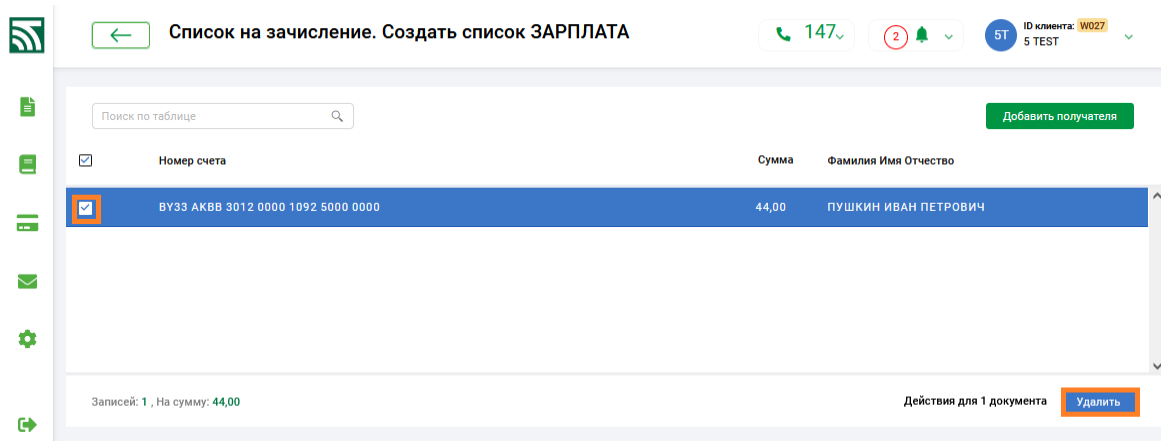 Список на зачисление. Создать список ЗАРПЛАТА
147
2
5T
ID клиента: W027
5 TEST
Поиск по таблице
Добавить получателя
Номер счета Сумма Фамилия Имя Отчество
BY33 AKBB 3012 0000 1092 5000 0000 44,00 ПУШКИН ИВАН ПЕТРОВИЧ
Записей: 1 , На сумму: 44,00 Действия для 1 документа Удалить